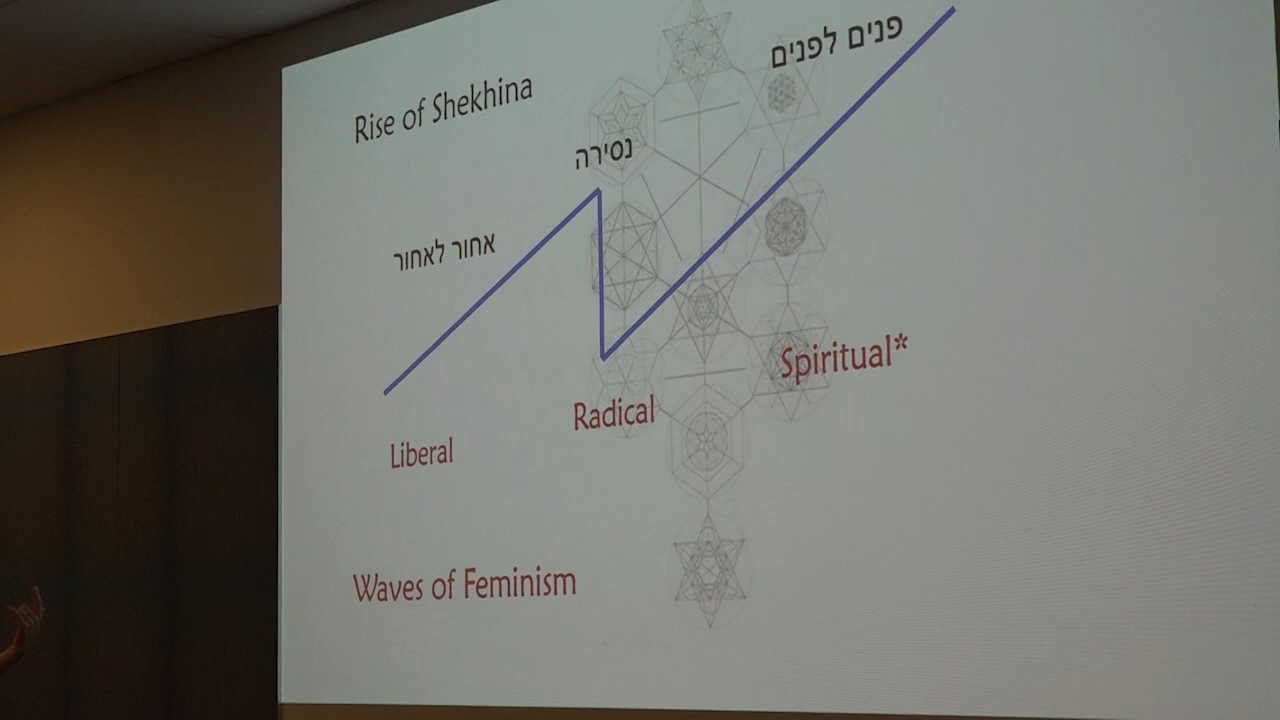 Rise of Shekhina
פנים לפנים
נסירה
אחור לאחור
Spiritual*
Radical
Liberal
Waves of Feminism